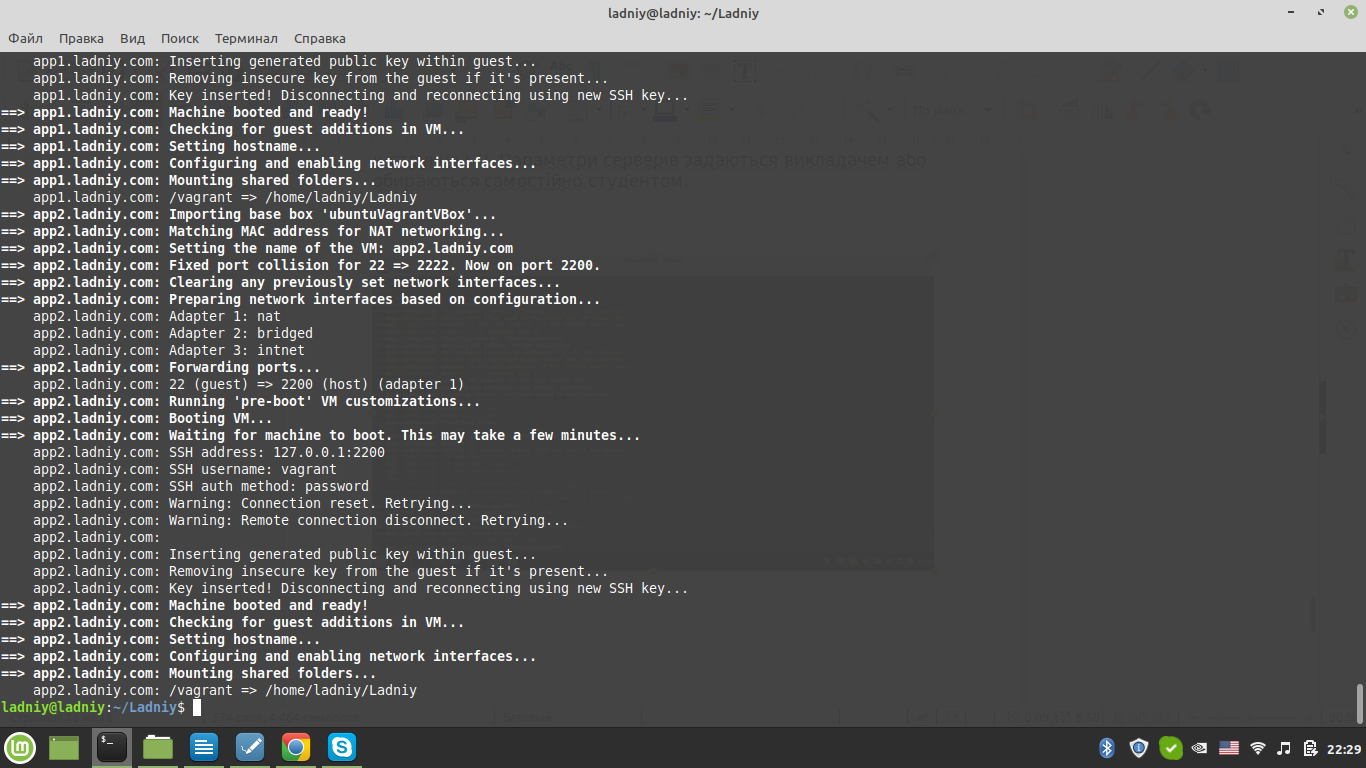 ladniy@ladniy: ~/Ladniy
Файл Правка Вид Поиск Терминал Справка
app1.ladniy.com: Inserting generated public key within guest...
app1.ladniy.com: Removing insecure key from the guest if it's present...
app1.ladniy.com: Key inserted! Disconnecting and reconnecting using new SSH key...
==> app1.ladniy.com: Machine booted and ready!
==> app1.ladniy.com: Checking for guest additions in VM...
==> app1.ladniy.com: Setting hostname...
==> app1.ladniy.com: Configuring and enabling network interfaces...
параметри серверів задаються викладачем або
==> app1.ladniy.com: Mounting shared folders...
обираються самостійно студентом.
app1.ladniy.com: /vagrant => /home/ladniy/Ladniy
==> app2.ladniy.com: Importing base box 'ubuntuVagrantVBox'...
==> app2.ladniy.com: Matching MAC address for NAT networking...
==> app2.ladniy.com: Setting the name of the VM: app2.ladniy.com
==> app2.ladniy.com: Fixed port collision for 22 => 2222. Now on port 2200.
==> app2.ladniy.com: Clearing any previously set network interfaces...
==> app2.ladniy.com: Preparing network interfaces based on configuration...
app2.ladniy.com: Adapter 1: nat
app2.ladniy.com: Adapter 2: bridged
app2.ladniy.com: Adapter 3: intnet
==> app2.ladniy.com: Forwarding ports...
app2.ladniy.com: 22 (guest) => 2200 (host) (adapter 1)
==> app2.ladniy.com: Running 'pre-boot' VM customizations...
==> app2.ladniy.com: Booting VM...
==> app2.ladniy.com: Waiting for machine to boot. This may take a few minutes...
app2.ladniy.com: SSH address: 127.0.0.1:2200
app2.ladniy.com: SSH username: vagrant
app2.ladniy.com: SSH auth method: password
app2.ladniy.com: Warning: Connection reset. Retrying...
app2.ladniy.com: Warning: Remote connection disconnect. Retrying...
app2.ladniy.com:
app2.ladniy.com: Inserting generated public key within guest...
app2.ladniy.com: Removing insecure key from the guest if it's present...
app2.ladniy.com: Key inserted! Disconnecting and reconnecting using new SSH key...
==> app2.ladniy.com: Machine booted and ready!
==> app2.ladniy.com: Checking for guest additions in VM...
==> app2.ladniy.com: Setting hostname...
==> app2.ladniy.com: Configuring and enabling network interfaces...
==> app2.ladniy.com: Mounting shared folders...
app2.ladniy.com: /vagrant => /home/ladniy/Ladniy
ladniy@ladniy:~/Ladniy$
22:29